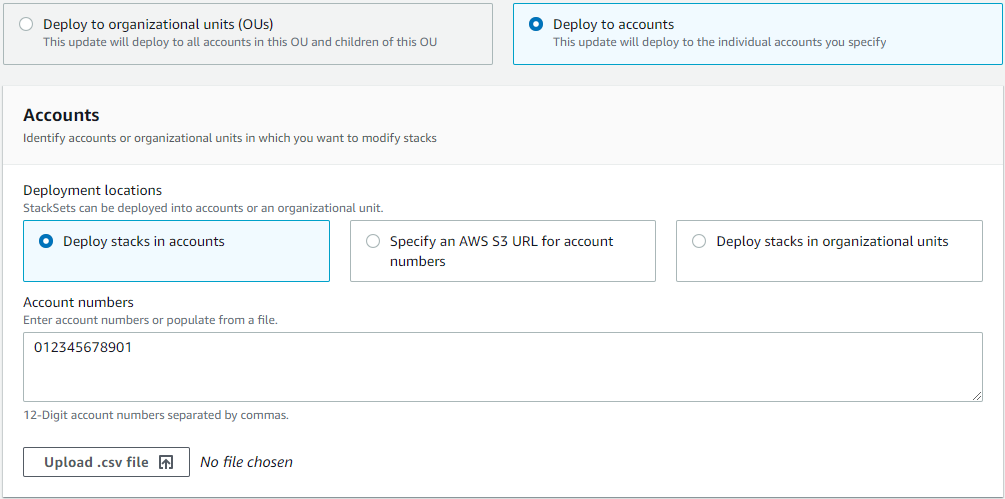 Deploy to organizational units (OUs)
This update will deploy to all accounts in this OU and children of this OU
Deploy to accounts
This update will deploy to the individual accounts you specify
Accounts
Identify accounts or organizational units in which you want to modify stacks
Deployment locations
StackSets can be deployed into accounts or an organizational unit.
Deploy stacks in accounts
Specify an AWS S3 URL for account
numbers
Deploy stacks in organizational units
Account numbers
Enter account numbers or populate from a file.
012345678901
12-Digit account numbers separated by commas.
Upload .csv file
No file chosen